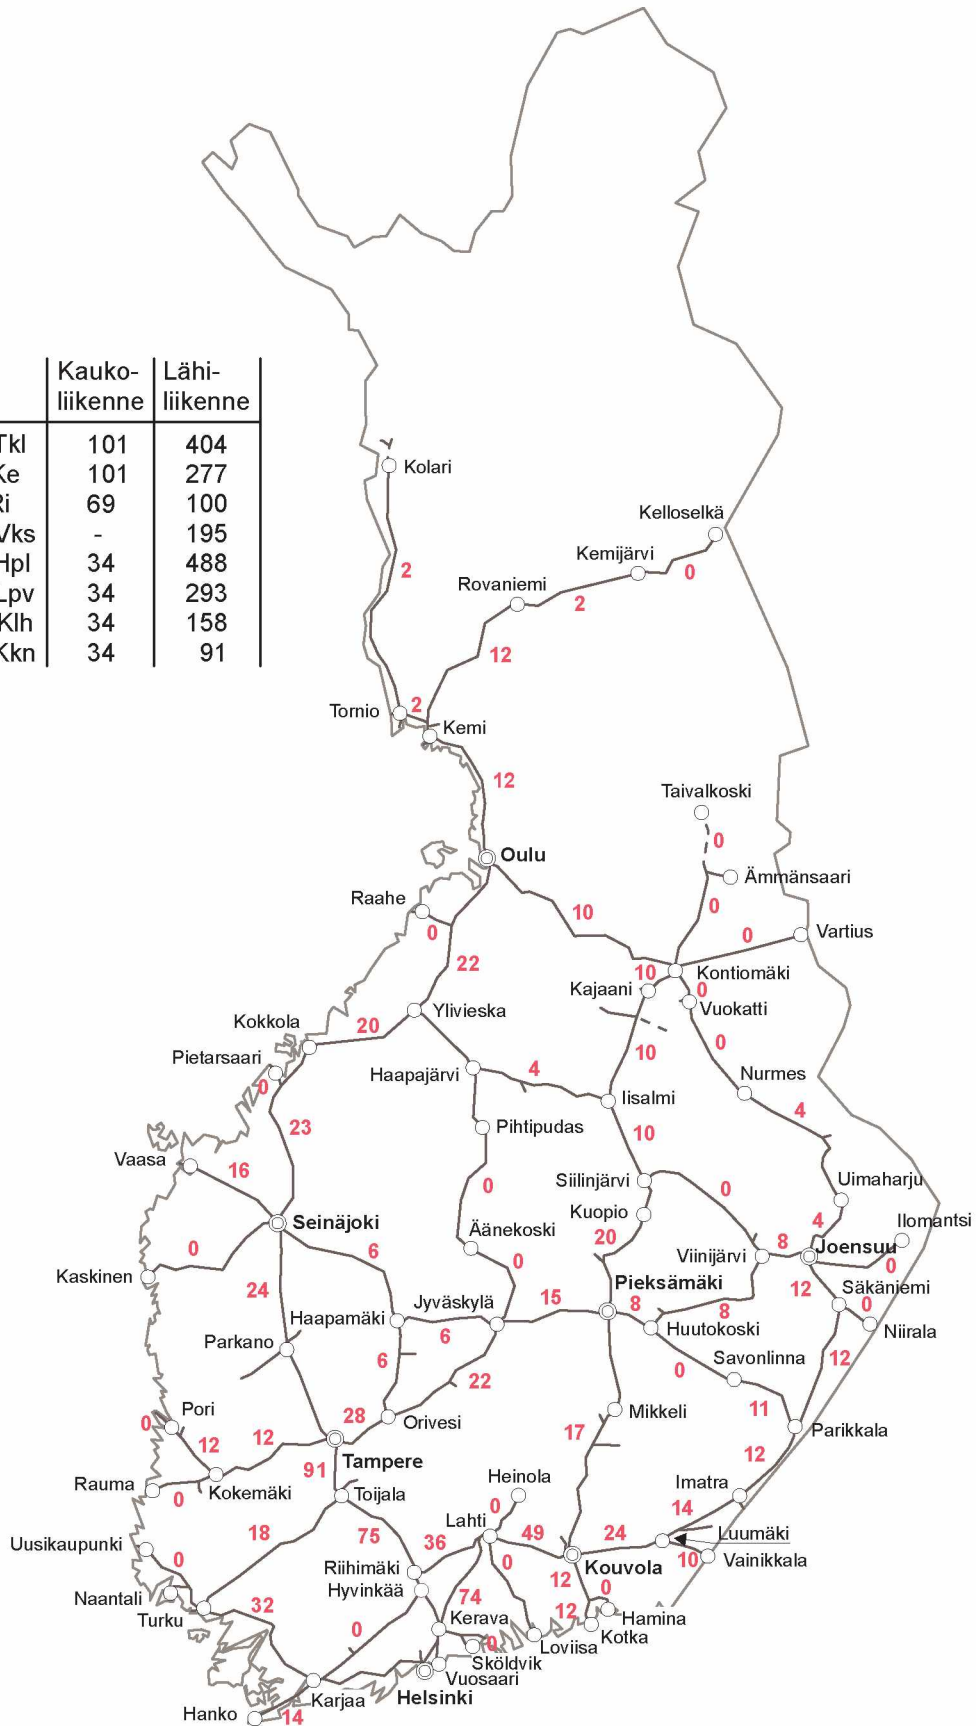 Kauko- Lähi-
liikenne liikenne
Tkl 101 404
Ke 101 277
Ri 69 100
Vks - 195
Hpl 34 488
Lpv 34 293
Klh 34 158
Kkn 34 91
Kolari
Kelloselkä
Kemijärvi
0
2
Rovaniemi
2
12
Tornio
2
Kemi
12
Taivalkoski
0
Oulu
Ämmänsaari
Raahe
0
10
0
0
Vartius
22
10
Kontiomäki
Kajaani
0
Vuokatti
Ylivieska
Kokkola
20
0
10
Pietarsaari
0
Haapajärvi
4
Nurmes
Iisalmi
4
23
Pihtipudas
10
Vaasa
16
Siilinjärvi
0
0
Uimaharju
Kuopio
4
Ilomantsi
Seinäjoki
Äänekoski
20
Viinijärvi
8
Joensuu
0
6
0
0
Kaskinen
24
Pieksämäki
12
Säkäniemi
15
8
8
0
Haapamäki
Jyväskylä
Niirala
6
Huutokoski
Parkano
6
0
Savonlinna
12
22
11
Pori
0
28
Orivesi
Mikkeli
Parikkala
12
12
17
12
Tampere
91
Rauma
0
Kokemäki
Toijala
Heinola
0
Imatra
14
18
75
36
Lahti
49
24
Luumäki
Uusikaupunki
0
Riihimäki
0
Kouvola
10
Vainikkala
Naantali
Hyvinkää
74
12
0
Turku
32
Kerava
12
Hamina
0
0
Loviisa
Kotka
Sköldvik
Vuosaari
Karjaa
Helsinki
Hanko
14